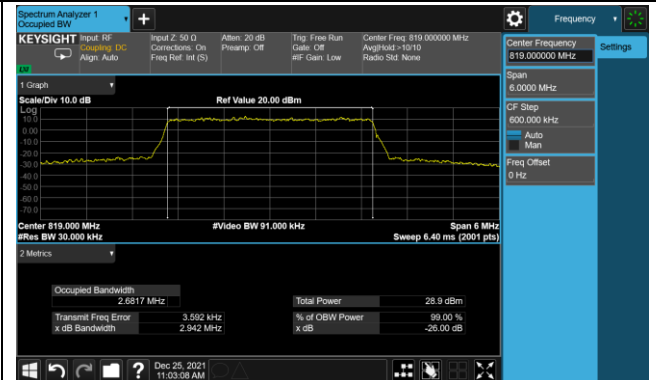 Spectrum Analyzer 1
Occupied BW
+
Frequency
KEYSIGHT
Input: RF
Coupling: DC
Align: Auto
Input Z: 50 Ω
Corrections: On
Freq Ref: Int (S)
Atten: 20 dB
Preamp: Off
Trig: Free Run
Gate: Off
#IF Gain: Low
Center Freq: 819.000000 MHz
Avg|Hold:>10/10
Radio Std: None
Center Frequency
819.000000 MHz
Settings
Span
6.0000 MHz
CF Step
600.000 kHz
Auto
Man
Freq Offset
0 Hz
1 Graph
Scale/Div 10.0 dB
Ref Value 20.00 dBm
Log
10.0
0.00
-10.0
-20.0
-30.0
-40.0
-50.0
-60.0
-70.0
Center 819.000 MHz
#Video BW 91.000 kHz
Span 6 MHz
#Res BW 30.000 kHz
Sweep 6.40 ms (2001 pts)
2 Metrics
Occupied Bandwidth
2.6817 MHz
Total Power 28.9 dBm
Transmit Freq Error 3.592 kHz
% of OBW Power 99.00 %
x dB Bandwidth 2.942 MHz
x dB -26.00 dB
?
Dec 25, 2021
11:03:08 AM